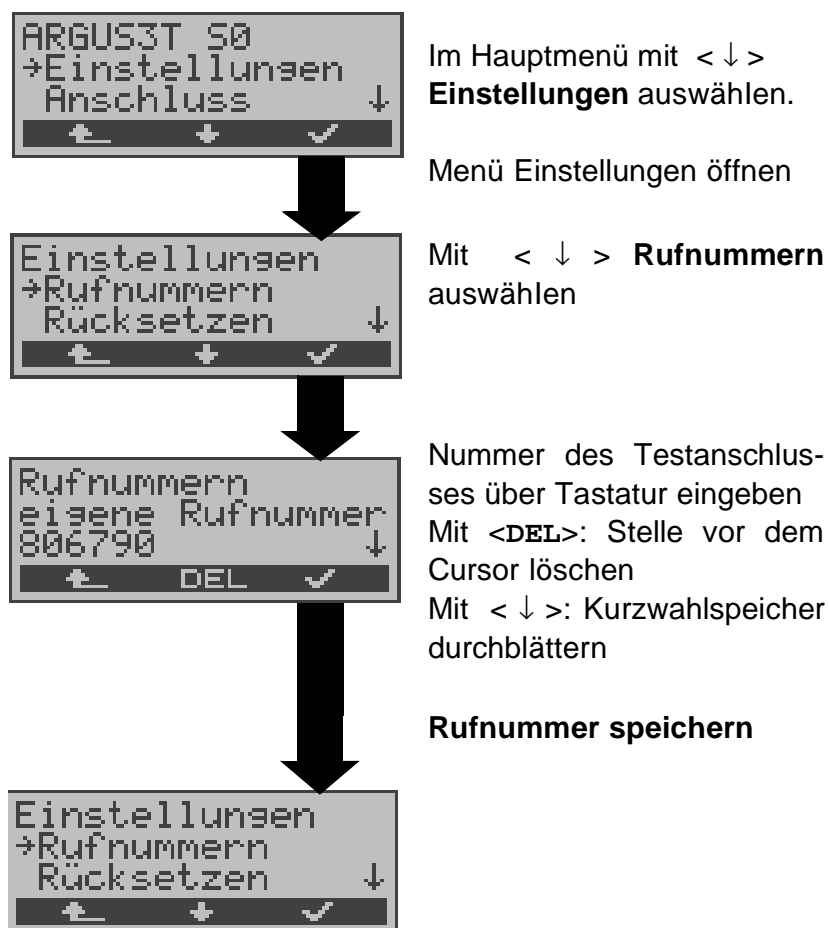 ARGUS3T S0
→Einstellungen
Anschluss ↓
Im Hauptmenü mit < ↓ >
Einstellungen auswählen.
Menü Einstellungen öffnen
Einstellungen
→Rufnummern
Rücksetzen ↓
Mit < ↓ > Rufnummern
auswählen
Rufnummern
eigene Rufnummer
806790 ↓
DEL
Nummer des Testanschlus-
ses über Tastatur eingeben
Mit <DEL>: Stelle vor dem
Cursor löschen
Mit < ↓ >: Kurzwahlspeicher
durchblättern
Rufnummer speichern
Einstellungen
→Rufnummern
Rücksetzen ↓